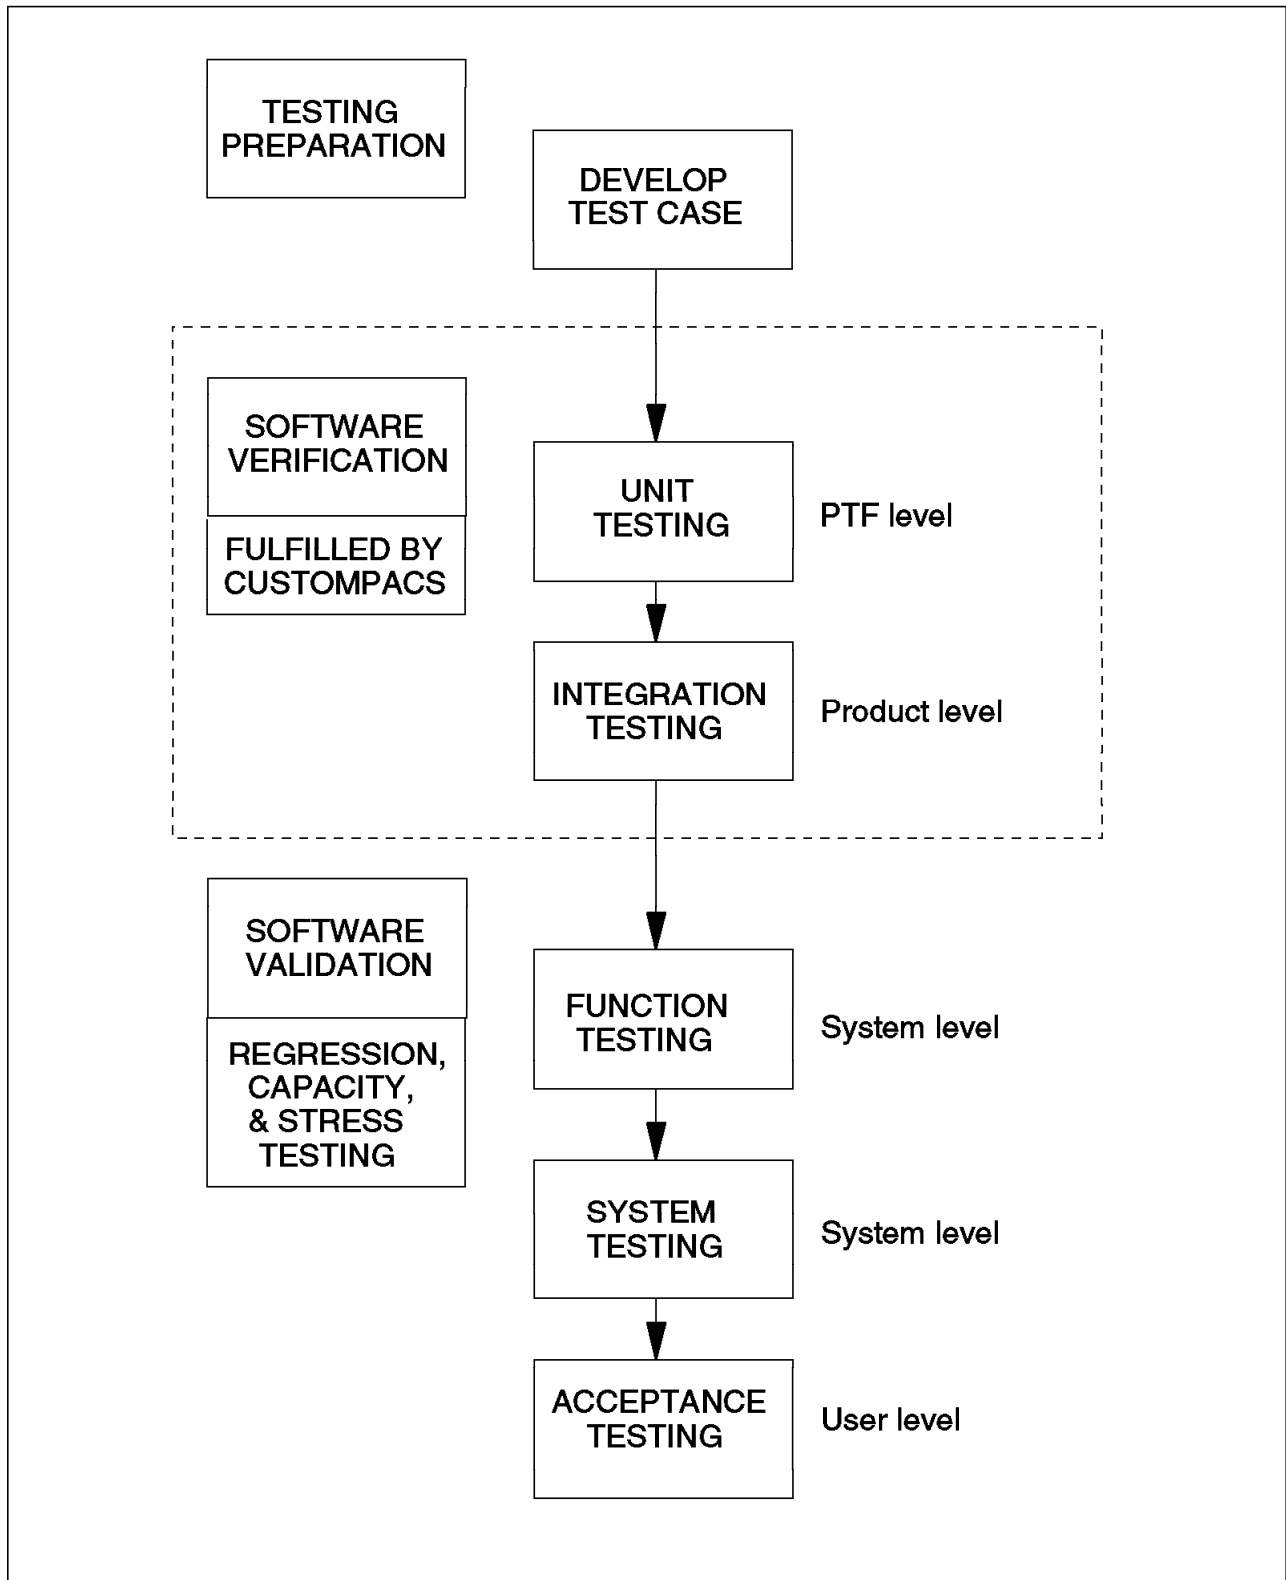 TESTING
PREPARATION
DEVELOP
TEST CASE
SOFTWARE
VERIFICATION
FULFILLED BY
CUSTOMPACS
UNIT
TESTING
PTF level
INTEGRATION
TESTING
Product level
SOFTWARE
VALIDATION
REGRESSION,
CAPACITY,
& STRESS
TESTING
FUNCTION
TESTING
System level
SYSTEM
TESTING
System level
ACCEPTANCE
TESTING
User level